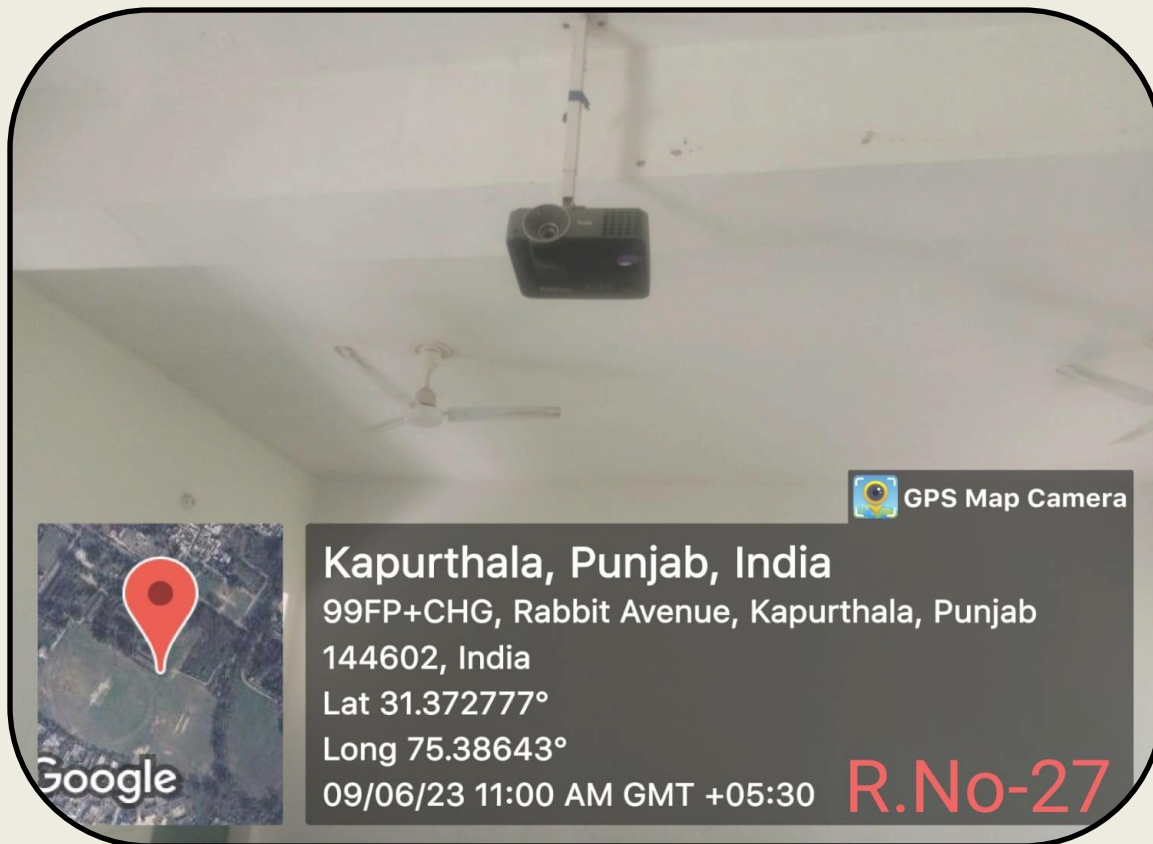 GPS Map Camera
Kapurthala, Punjab, India
99FP+CHG, Rabbit Avenue, Kapurthala, Punjab
144602, India
Lat 31.372777°
Long 75.38643°
09/06/23 11:00 AM GMT +05:30
R.No-27
Google